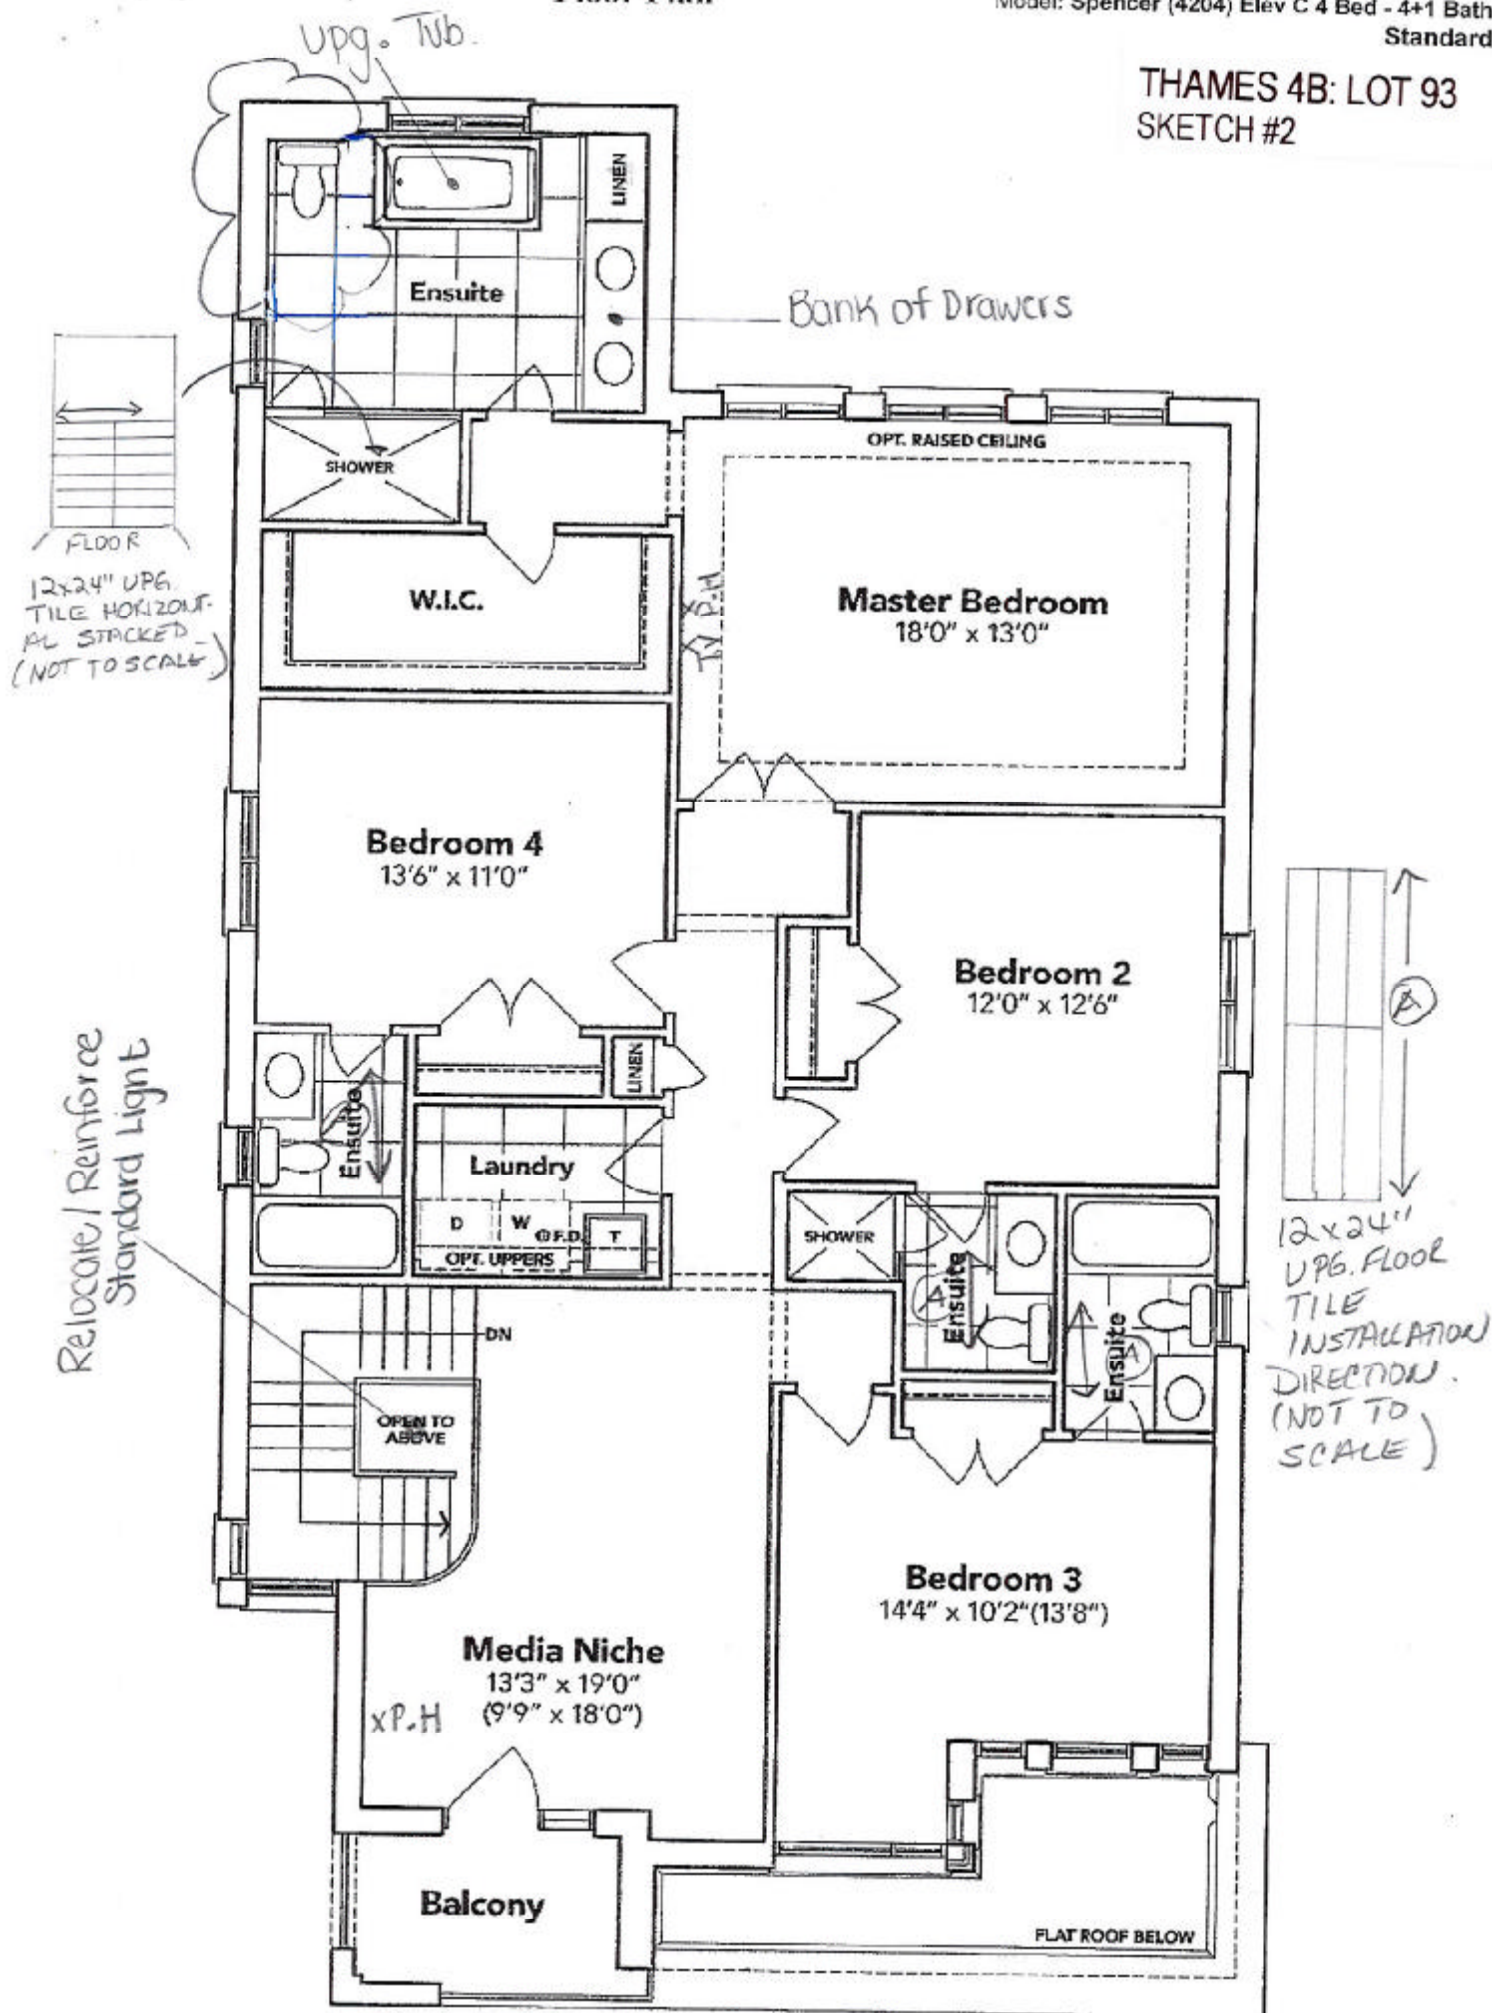 Model: Spencer (4204) Elev C 4 Bed - 4+1 Bath
Standard
THAMES 4B: LOT 93
SKETCH #2
Upg. Tub.
LINEN
Ensuite
Bank of Drawers
OPT. RAISED CEILING
SHOWER
FLOOR
12x24" UPG.
TILE HORIZONT-
AL STACKED
(NOT TO SCALE)
W.I.C.
TV P.H
Master Bedroom
18'0" x 13'0"
Bedroom 4
13'6" x 11'0"
Bedroom 2
12'0" x 12'6"
A
Relocate/Reinforce
Standard Light
Ensuite
LINEN
Laundry
D
W
F.D.
T
OPT. UPPERS
SHOWER
A
Ensuite
A
Ensuite
12x24"
UPG. FLOOR
TILE
INSTALLATION
DIRECTION.
(NOT TO
SCALE)
DN
OPEN TO
ABOVE
Bedroom 3
14'4" x 10'2"(13'8")
Media Niche
13'3" x 19'0"
(9'9" x 18'0")
xP.H
Balcony
FLAT ROOF BELOW